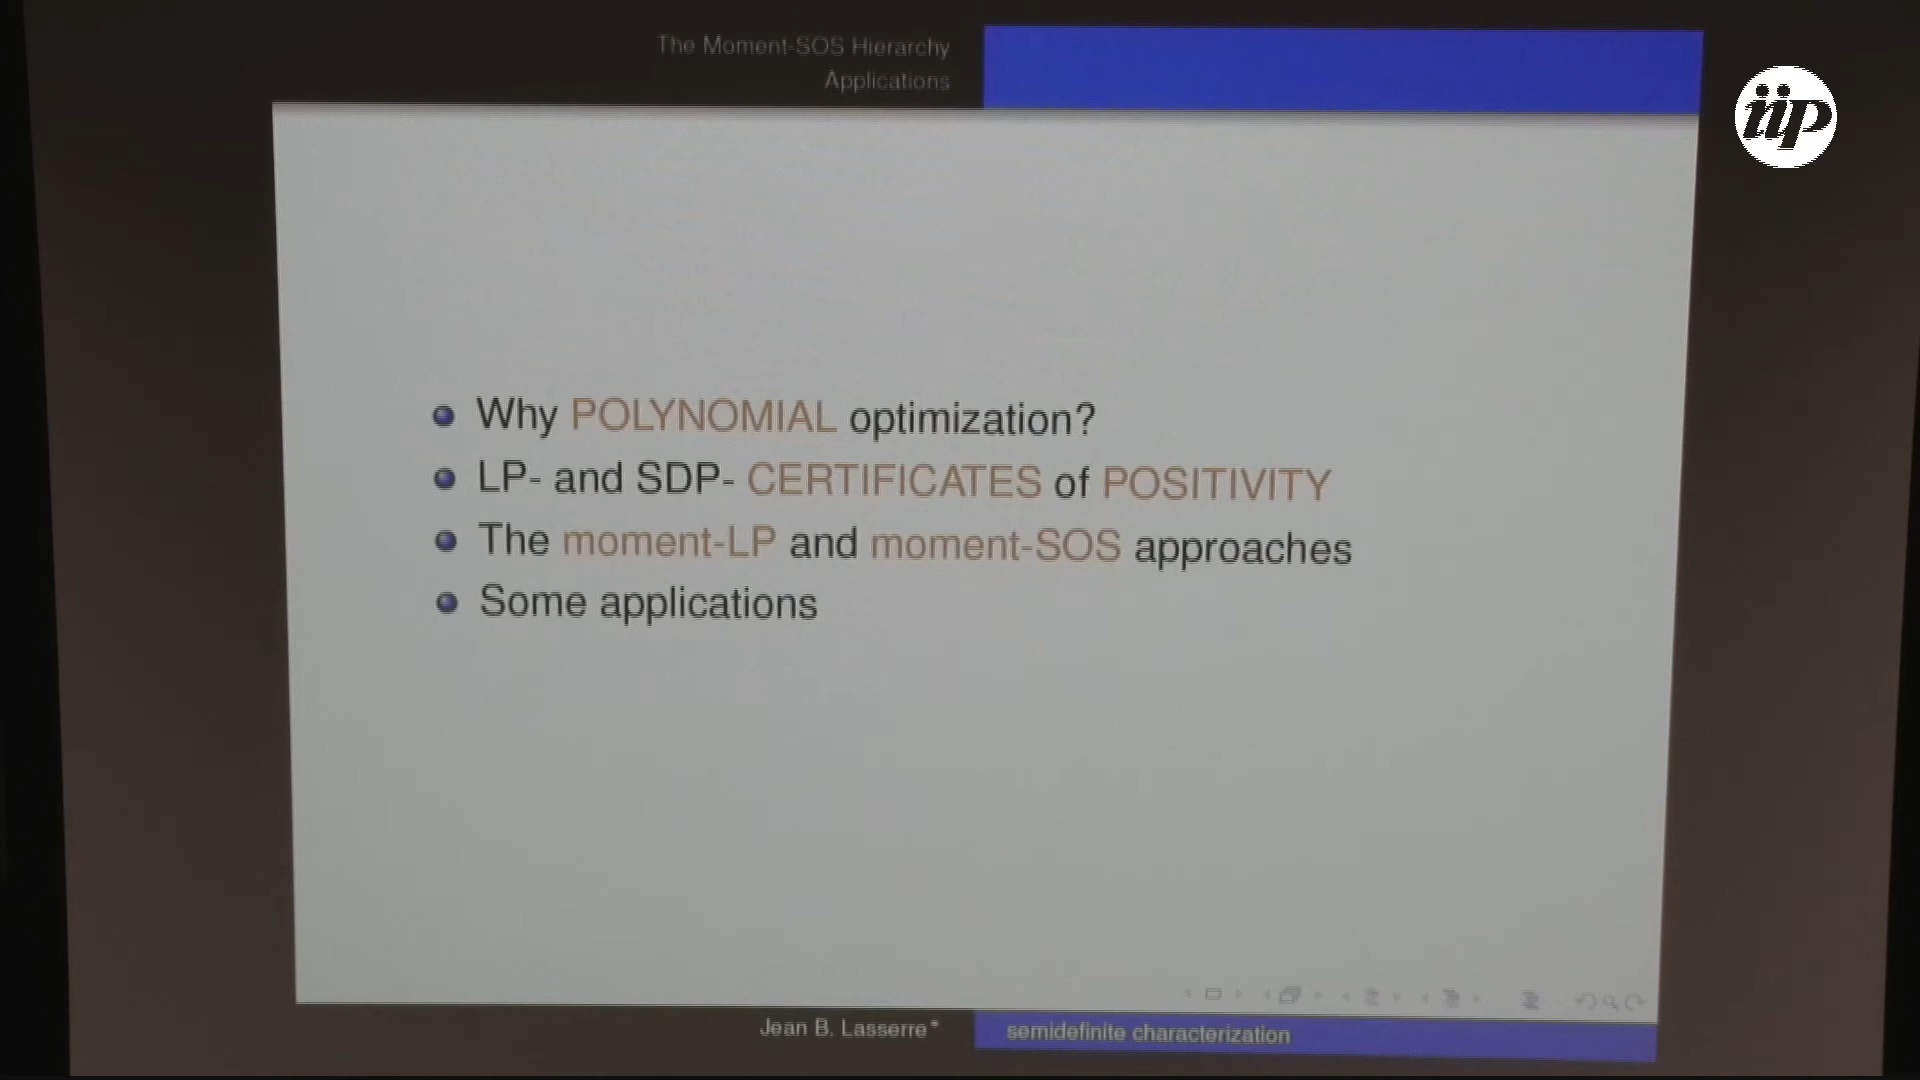 The Moment-SOS Hierarchy
Applications
iip
Why POLYNOMIAL optimization?
LP- and SDP- CERTIFICATES of POSITIVITY
The moment-LP and moment-SOS approaches
Some applications
Jean B. Lasserre*
semidefinite characterization